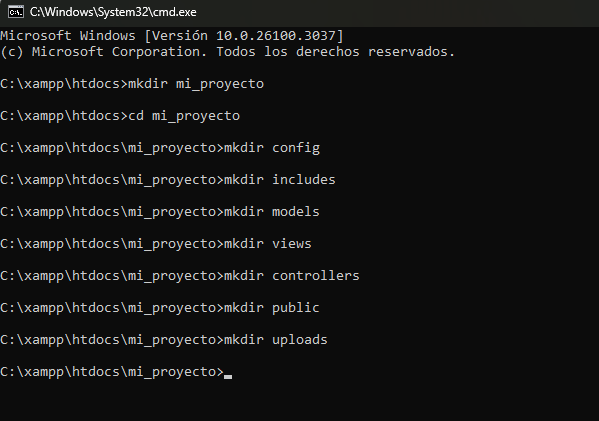 C:\Windows\System32\cmd.exe
Microsoft Windows [Versión 10.0.26100.3037]
(c) Microsoft Corporation. Todos los derechos reservados.
C:\xampp\htdocs>mkdir mi_proyecto
C:\xampp\htdocs>cd mi_proyecto
C:\xampp\htdocs\mi_proyecto>mkdir config
C:\xampp\htdocs\mi_proyecto>mkdir includes
C:\xampp\htdocs\mi_proyecto>mkdir models
C:\xampp\htdocs\mi_proyecto>mkdir views
C:\xampp\htdocs\mi_proyecto>mkdir controllers
C:\xampp\htdocs\mi_proyecto>mkdir public
C:\xampp\htdocs\mi_proyecto>mkdir uploads
C:\xampp\htdocs\mi_proyecto>